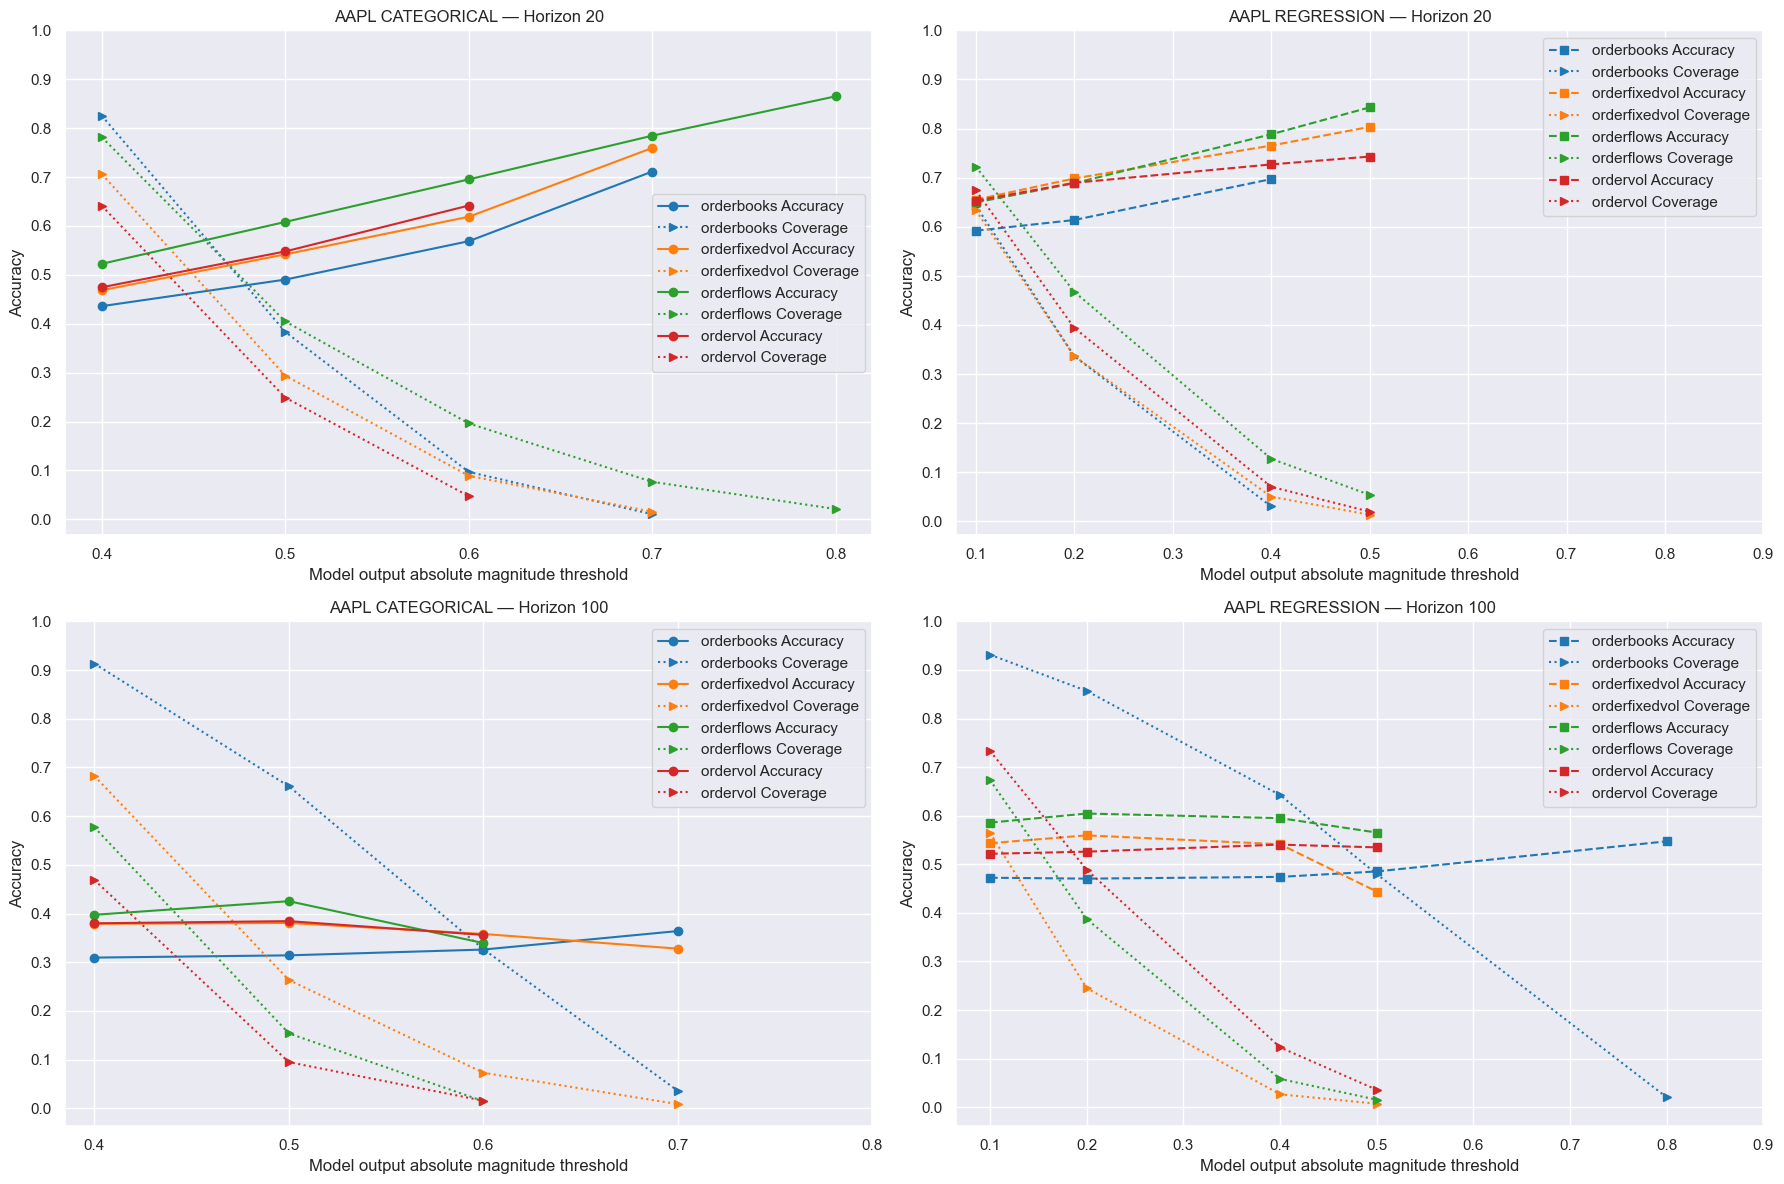 AAPL CATEGORICAL — Horizon 20
1.0
0.9
0.8
0.7
0.6
0.5
0.4
0.3
0.2
0.1
0.0
Accuracy
orderbooks Accuracy
orderbooks Coverage
orderfixedvol Accuracy
orderfixedvol Coverage
orderflows Accuracy
orderflows Coverage
ordervol Accuracy
ordervol Coverage
0.4 0.5 0.6 0.7 0.8
Model output absolute magnitude threshold
AAPL REGRESSION — Horizon 20
1.0
0.9
0.8
0.7
0.6
0.5
0.4
0.3
0.2
0.1
0.0
Accuracy
orderbooks Accuracy
orderbooks Coverage
orderfixedvol Accuracy
orderfixedvol Coverage
orderflows Accuracy
orderflows Coverage
ordervol Accuracy
ordervol Coverage
0.1 0.2 0.3 0.4 0.5 0.6 0.7 0.8 0.9
Model output absolute magnitude threshold
AAPL CATEGORICAL — Horizon 100
1.0
0.9
0.8
0.7
0.6
0.5
0.4
0.3
0.2
0.1
0.0
Accuracy
orderbooks Accuracy
orderbooks Coverage
orderfixedvol Accuracy
orderfixedvol Coverage
orderflows Accuracy
orderflows Coverage
ordervol Accuracy
ordervol Coverage
0.4 0.5 0.6 0.7 0.8
Model output absolute magnitude threshold
AAPL REGRESSION — Horizon 100
1.0
0.9
0.8
0.7
0.6
0.5
0.4
0.3
0.2
0.1
0.0
Accuracy
orderbooks Accuracy
orderbooks Coverage
orderfixedvol Accuracy
orderfixedvol Coverage
orderflows Accuracy
orderflows Coverage
ordervol Accuracy
ordervol Coverage
0.1 0.2 0.3 0.4 0.5 0.6 0.7 0.8 0.9
Model output absolute magnitude threshold